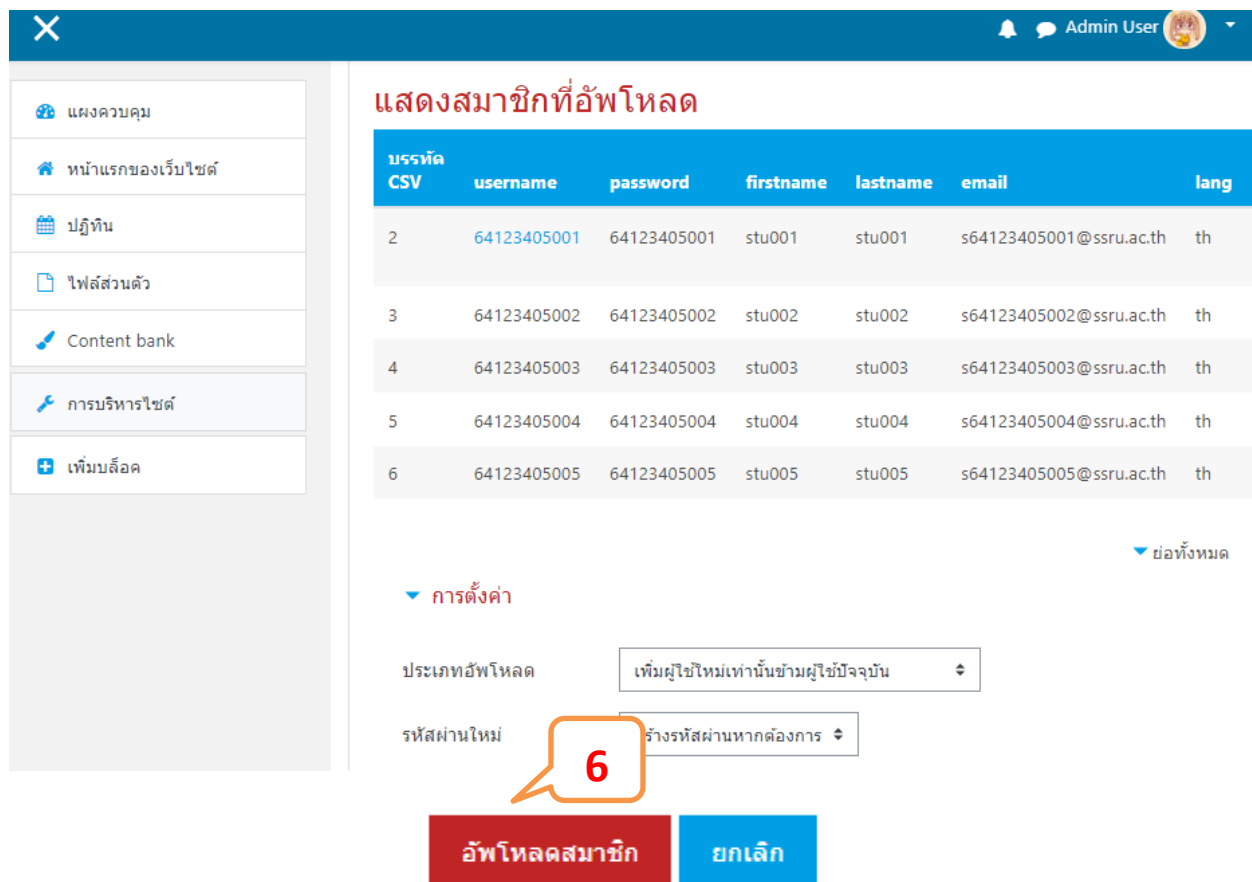 Admin User
แผงควบคุม
หน้าแรกของเว็บไซต์
ปฏิทิน
ไฟล์ส่วนตัว
Content bank
การบริหารไซต์
เพิ่มบล็อค
แสดงสมาชิกที่อัพโหลด
บรรทัด
CSV username password firstname lastname email lang
2 64123405001 64123405001 stu001 stu001 s64123405001@ssru.ac.th th
3 64123405002 64123405002 stu002 stu002 s64123405002@ssru.ac.th th
4 64123405003 64123405003 stu003 stu003 s64123405003@ssru.ac.th th
5 64123405004 64123405004 stu004 stu004 s64123405004@ssru.ac.th th
6 64123405005 64123405005 stu005 stu005 s64123405005@ssru.ac.th th
ย่อทั้งหมด
การตั้งค่า
ประเภทอัพโหลด เพิ่มผู้ใช้ใหม่เท่านั้นข้ามผู้ใช้ปัจจุบัน
รหัสผ่านใหม่ ร้างรหัสผ่านหากต้องการ
6
อัพโหลดสมาชิก ยกเลิก